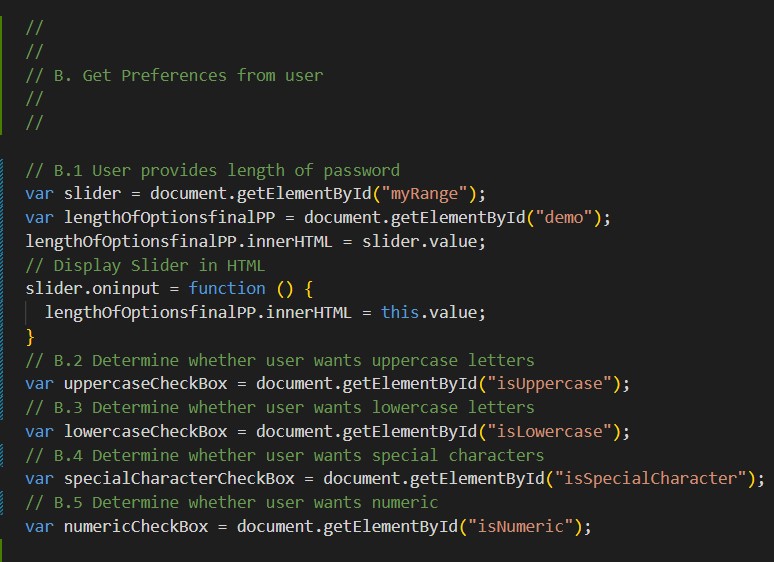 //
//
// B. Get Preferences from user
//
//
// B.1 User provides length of password
var slider = document.getElementById("myRange");
var lengthOfOptionsfinalPP = document.getElementById("demo");
lengthOfOptionsfinalPP.innerHTML = slider.value;
// Display Slider in HTML
slider.oninput = function () {
  lengthOfOptionsfinalPP.innerHTML = this.value;
}
// B.2 Determine whether user wants uppercase letters
var uppercaseCheckBox = document.getElementById("isUppercase");
// B.3 Determine whether user wants lowercase letters
var lowercaseCheckBox = document.getElementById("isLowercase");
// B.4 Determine whether user wants special characters
var specialCharacterCheckBox = document.getElementById("isSpecialCharacter");
// B.5 Determine whether user wants numeric
var numericCheckBox = document.getElementById("isNumeric");